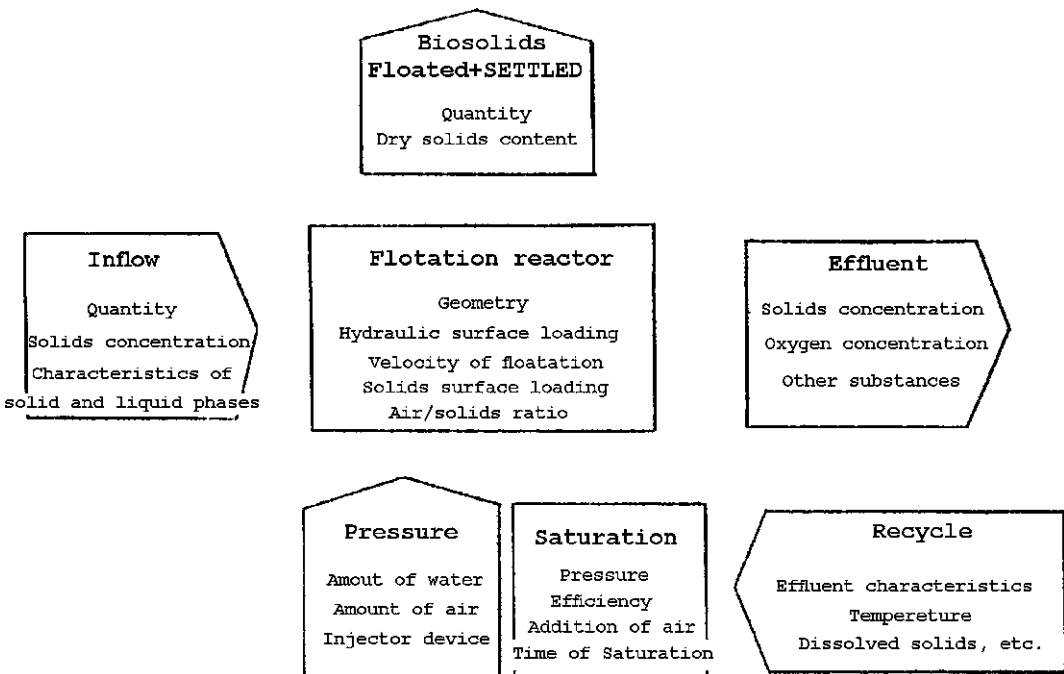 Biosolids
Floated+SETTLED
Quantity
Dry solids content
Inflow
Quantity
Solids concentration
Characteristics of
solid and liquid phases
Flotation reactor
Geometry
Hydraulic surface loading
Velocity of floatation
Solids surface loading
Air/solids ratio
Effluent
Solids concentration
Oxygen concentration
Other substances
Pressure
Amout of water
Amount of air
Injector device
Saturation
Pressure
Efficiency
Addition of air
Time of Saturation
Recycle
Effluent characteristics
Tempereture
Dissolved solids, etc.